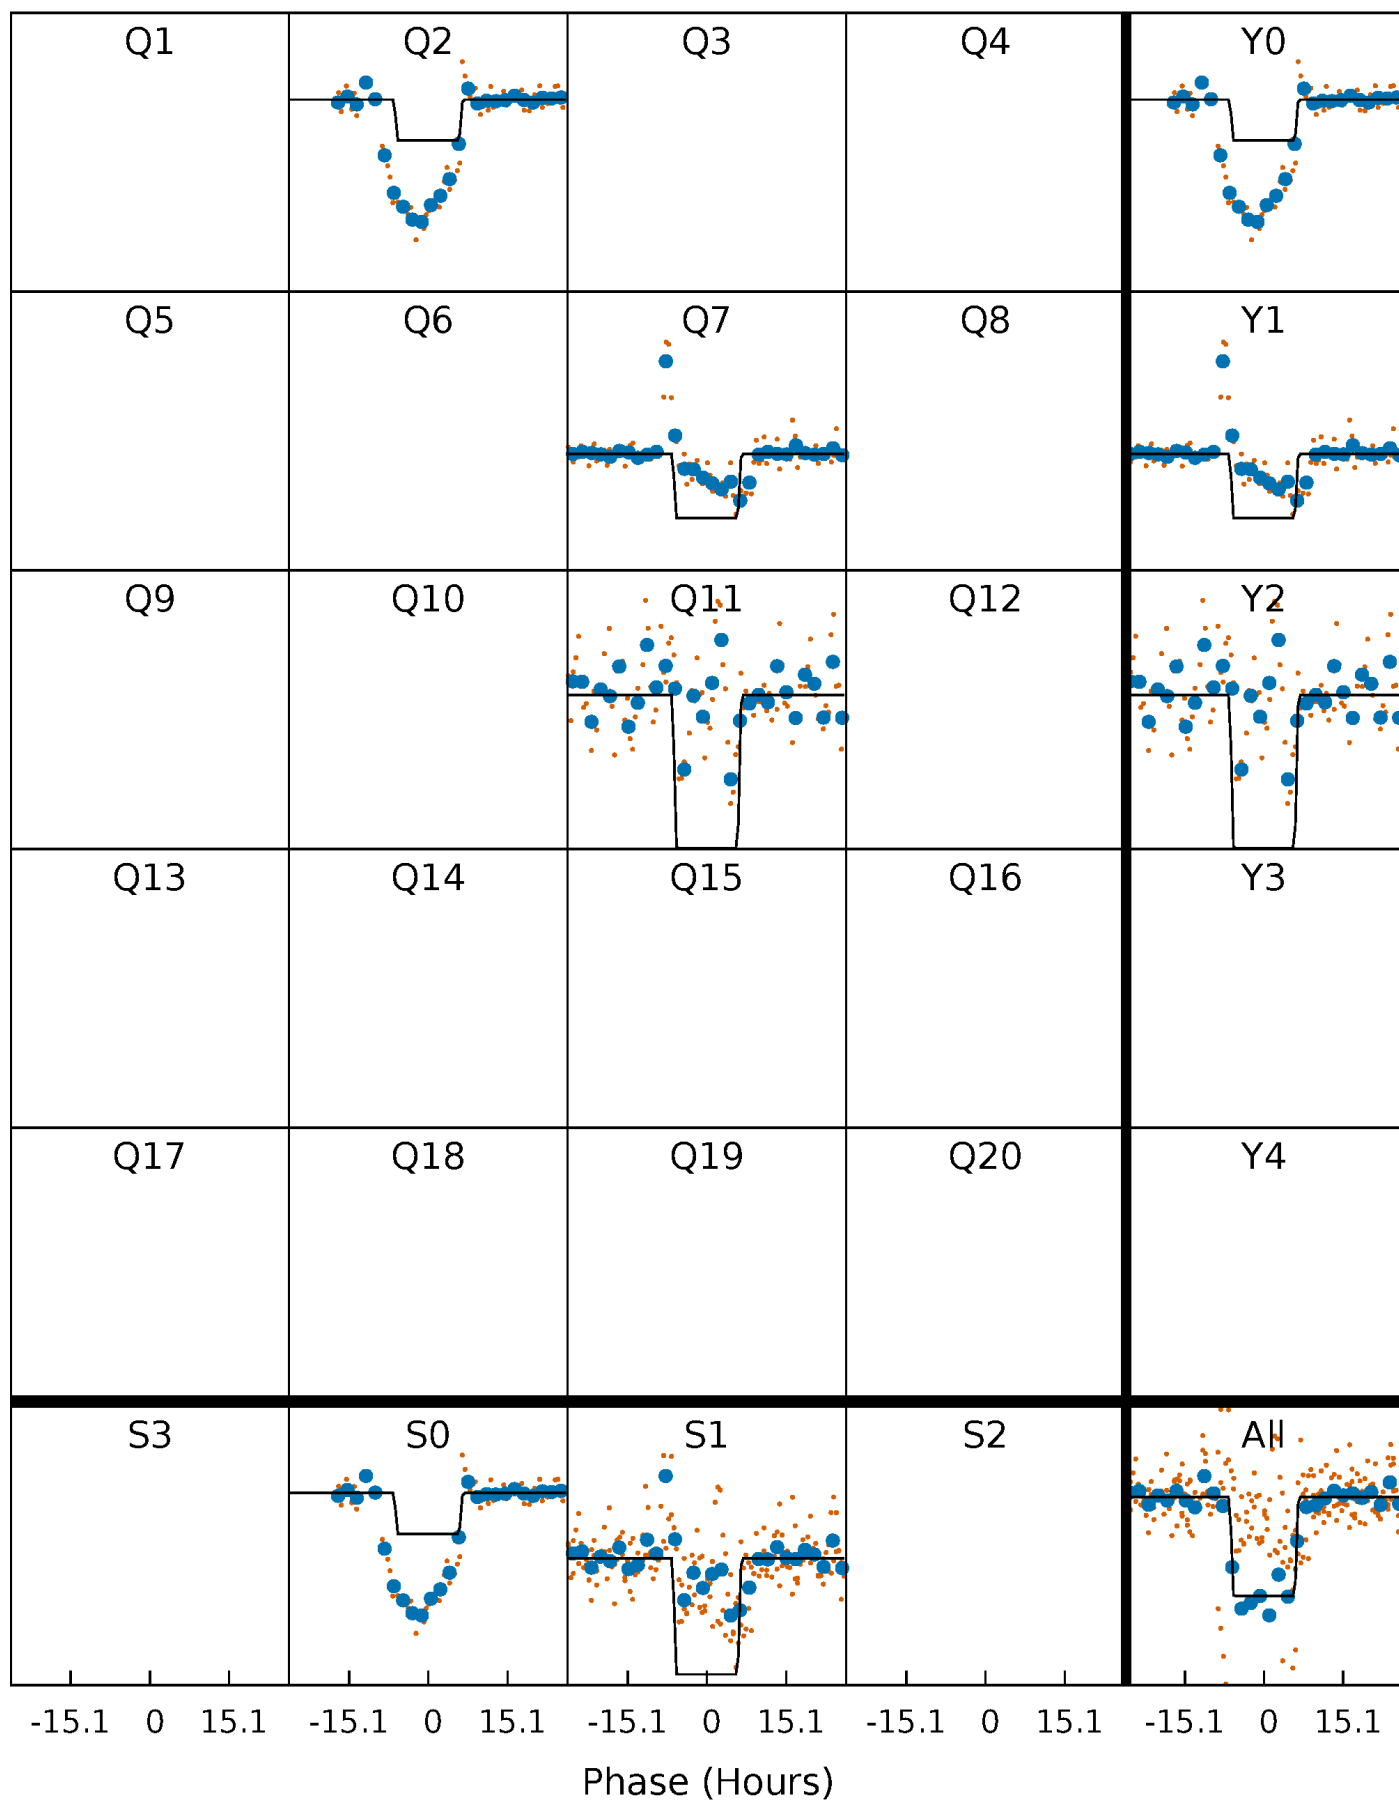 Q1 Q2 Q3 Q4 Y0
Q5 Q6 Q7 Q8 Y1
Q9 Q10 Q11 Q12 Y2
Q13 Q14 Q15 Q16 Y3
Q17 Q18 Q19 Q20 Y4
S3 S0 S1 S2 All
-15.1 0 15.1 -15.1 0 15.1 -15.1 0 15.1 -15.1 0 15.1 -15.1 0 15.1
Phase (Hours)